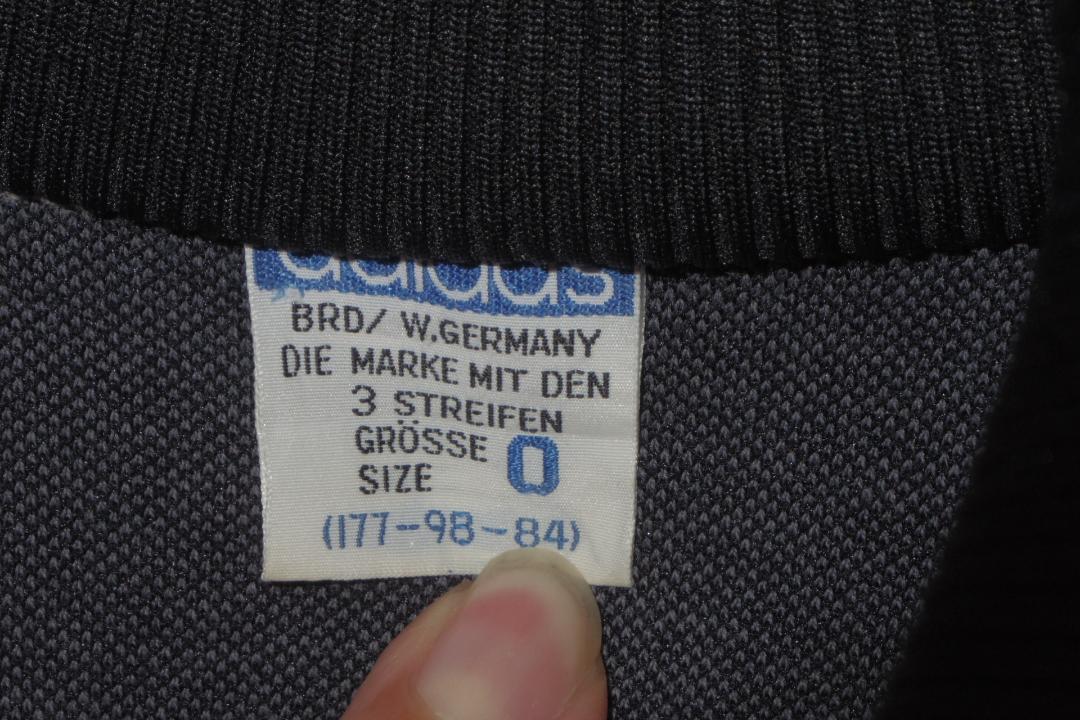 adidas
BRD/ W.GERMANY
DIE MARKE MIT DEN
3 STREIFEN
GRÖSSE 0
SIZE
(177-98-84)